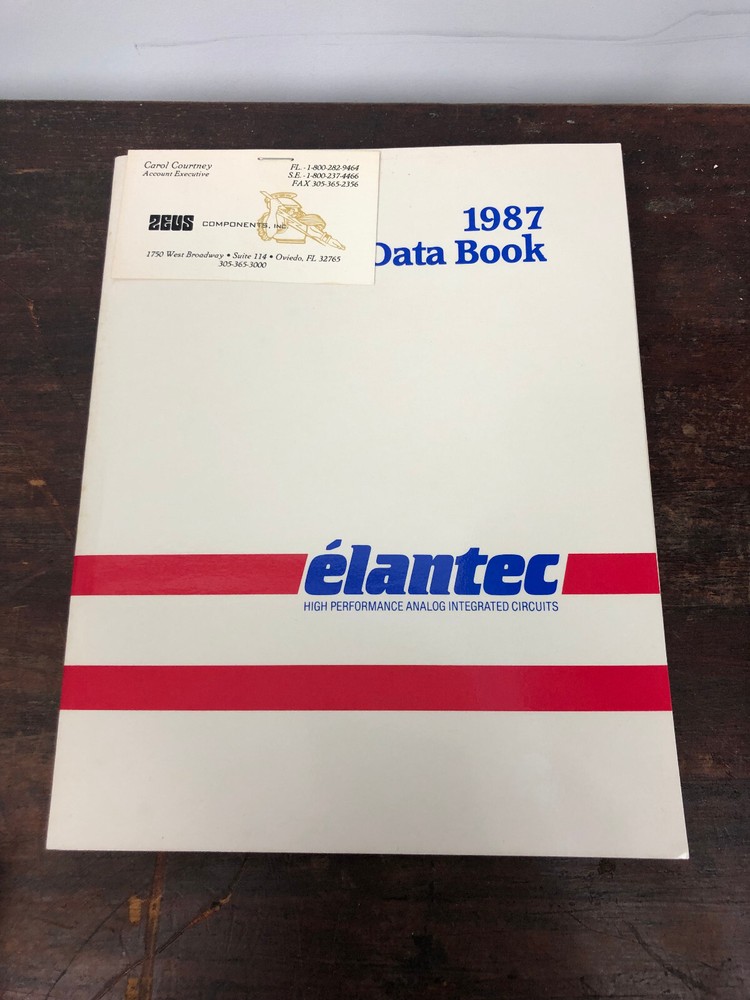 Carol Courtney
Account Executive
FL. - 1-800-282-9464
S.E. - 1-800-237-4466
FAX 305-365-2356
ZEUS COMPONENTS, INC.
1750 West Broadway • Suite 114 • Oviedo, FL 32765
305-365-3000
1987
Data Book
élantec
HIGH PERFORMANCE ANALOG INTEGRATED CIRCUITS